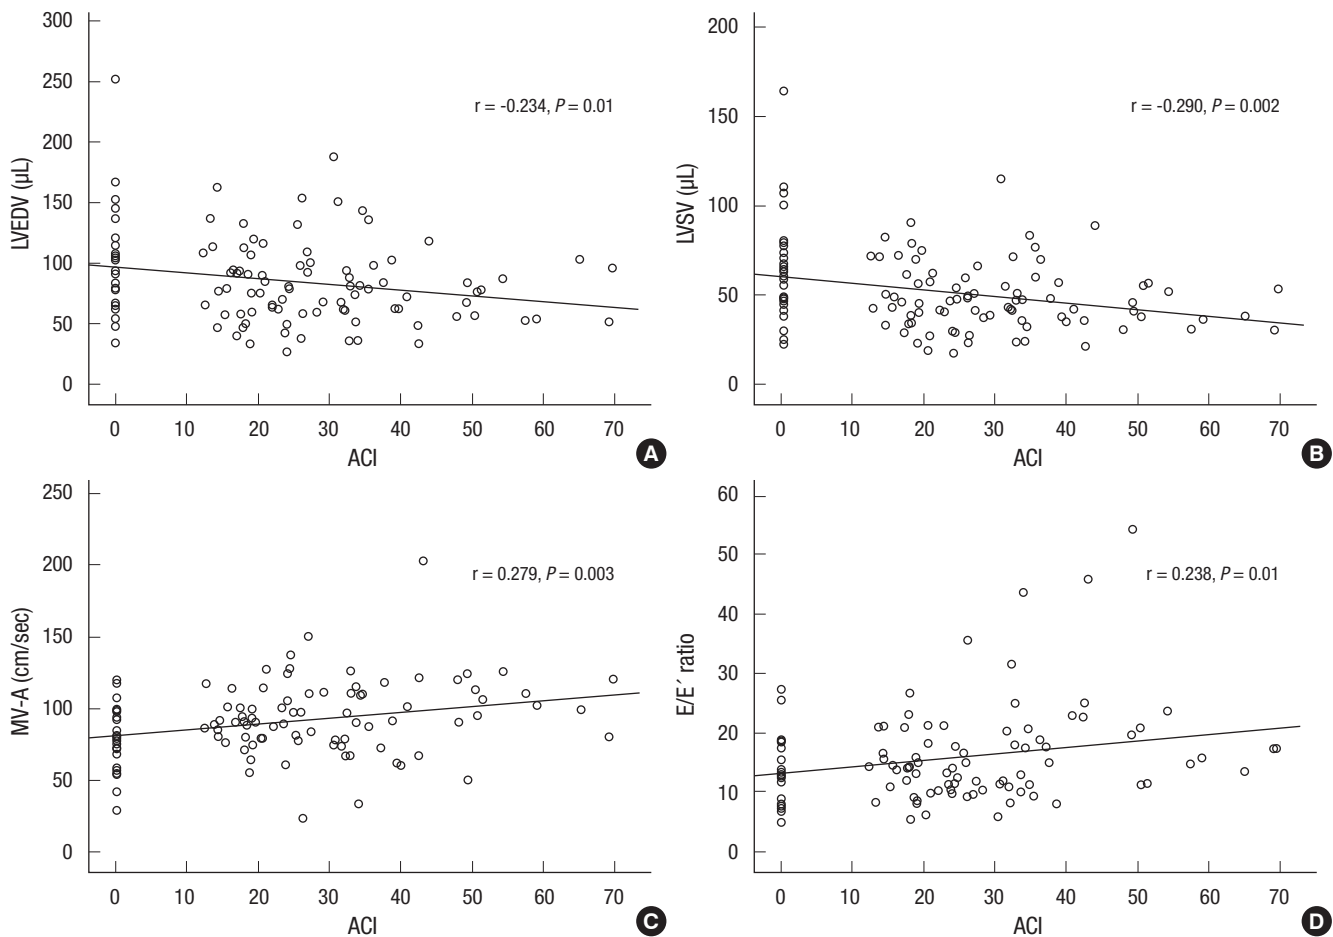 300
250
200
150
100
50
0
LVEDV (μL)
r = -0.234, P = 0.01
0 10 20 30 40 50 60 70
ACI
A
200
150
100
50
0
LVSV (μL)
r = -0.290, P = 0.002
0 10 20 30 40 50 60 70
ACI
B
250
200
150
100
50
0
MV-A (cm/sec)
r = 0.279, P = 0.003
0 10 20 30 40 50 60 70
ACI
C
60
50
40
30
20
10
0
E/E´ ratio
r = 0.238, P = 0.01
0 10 20 30 40 50 60 70
ACI
D